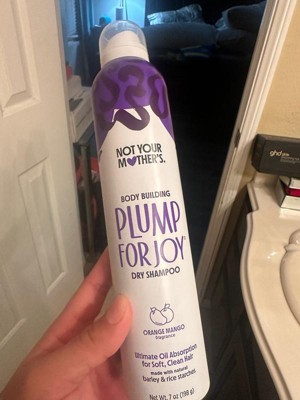 NOT YOUR
MOTHER'S.
BODY BUILDING
PLUMP
FOR JOY®
DRY SHAMPOO
ORANGE MANGO
fragrance
Ultimate Oil Absorption
for Soft, Clean Hair
made with natural
barley & rice starches
Net Wt. 7 oz (198 g)
ghd